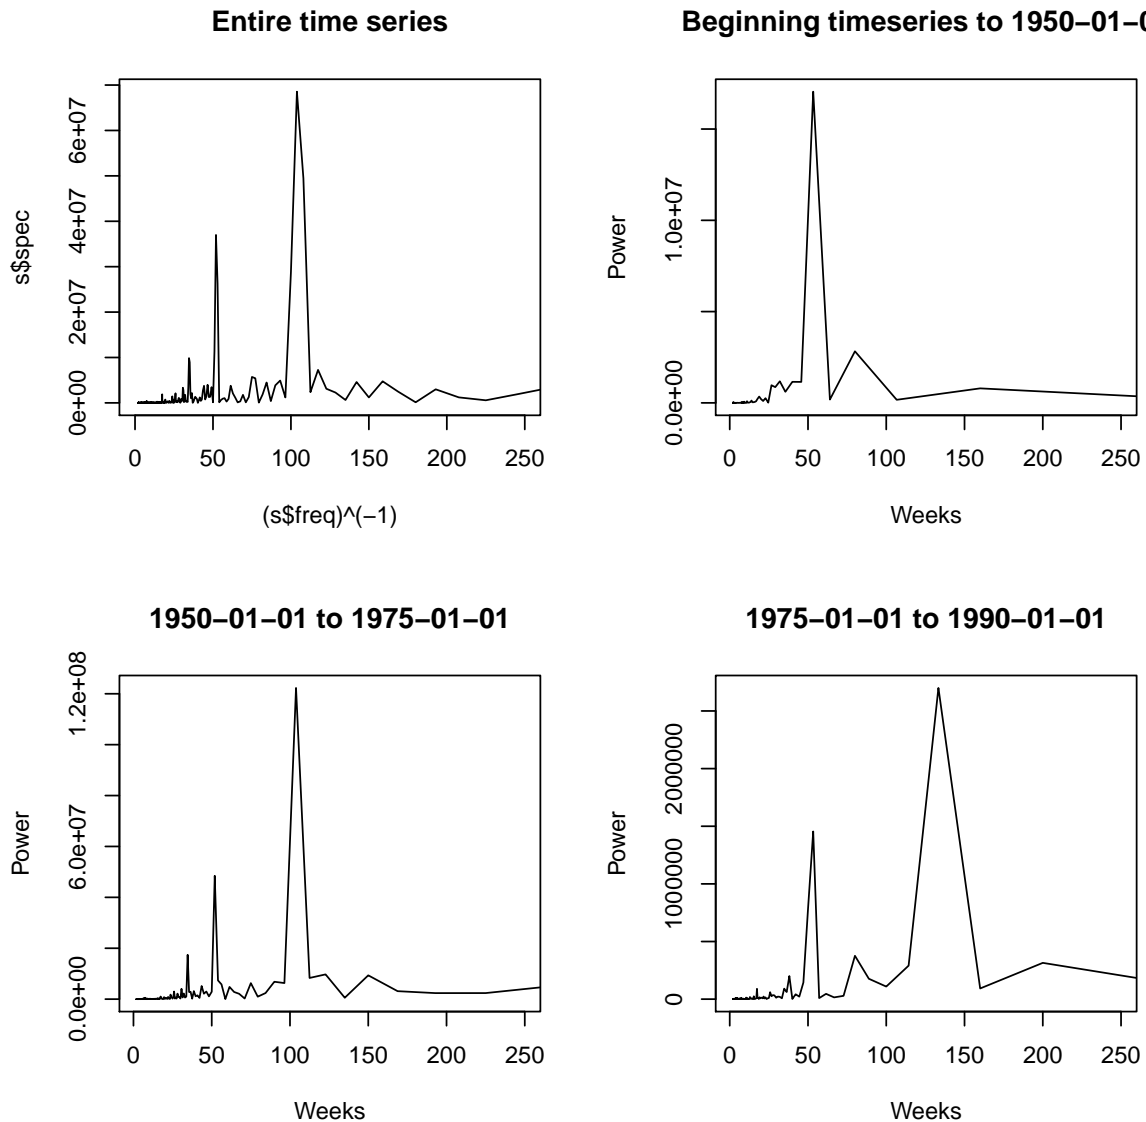 Entire time series
s$spec
0e+00 2e+07 4e+07 6e+07
0 50 100 150 200 250
(s$freq)^(−1)
Beginning timeseries to 1950−01−0
Power
0.0e+00 1.0e+07
0 50 100 150 200 250
Weeks
1950−01−01 to 1975−01−01
Power
0.0e+00 6.0e+07 1.2e+08
0 50 100 150 200 250
Weeks
1975−01−01 to 1990−01−01
Power
0 1000000 2000000
0 50 100 150 200 250
Weeks